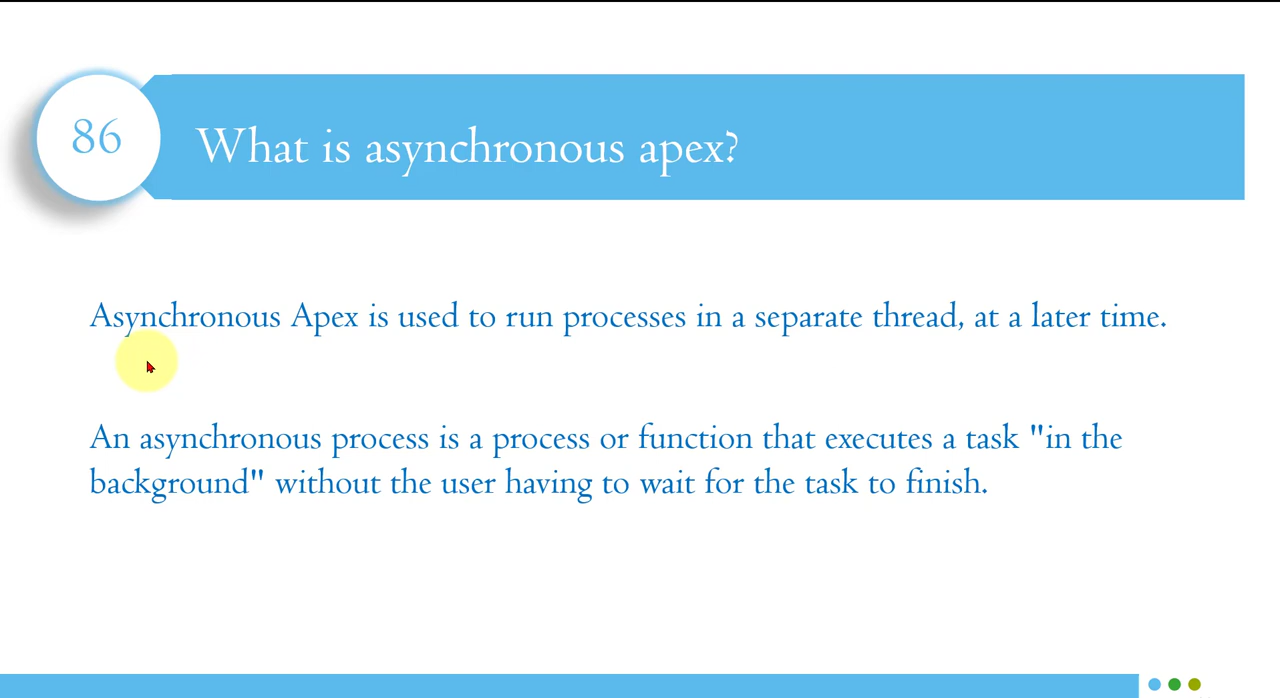 86
What is asynchronous apex?
Asynchronous Apex is used to run processes in a separate thread, at a later time.
An asynchronous process is a process or function that executes a task "in the
background" without the user having to wait for the task to finish.